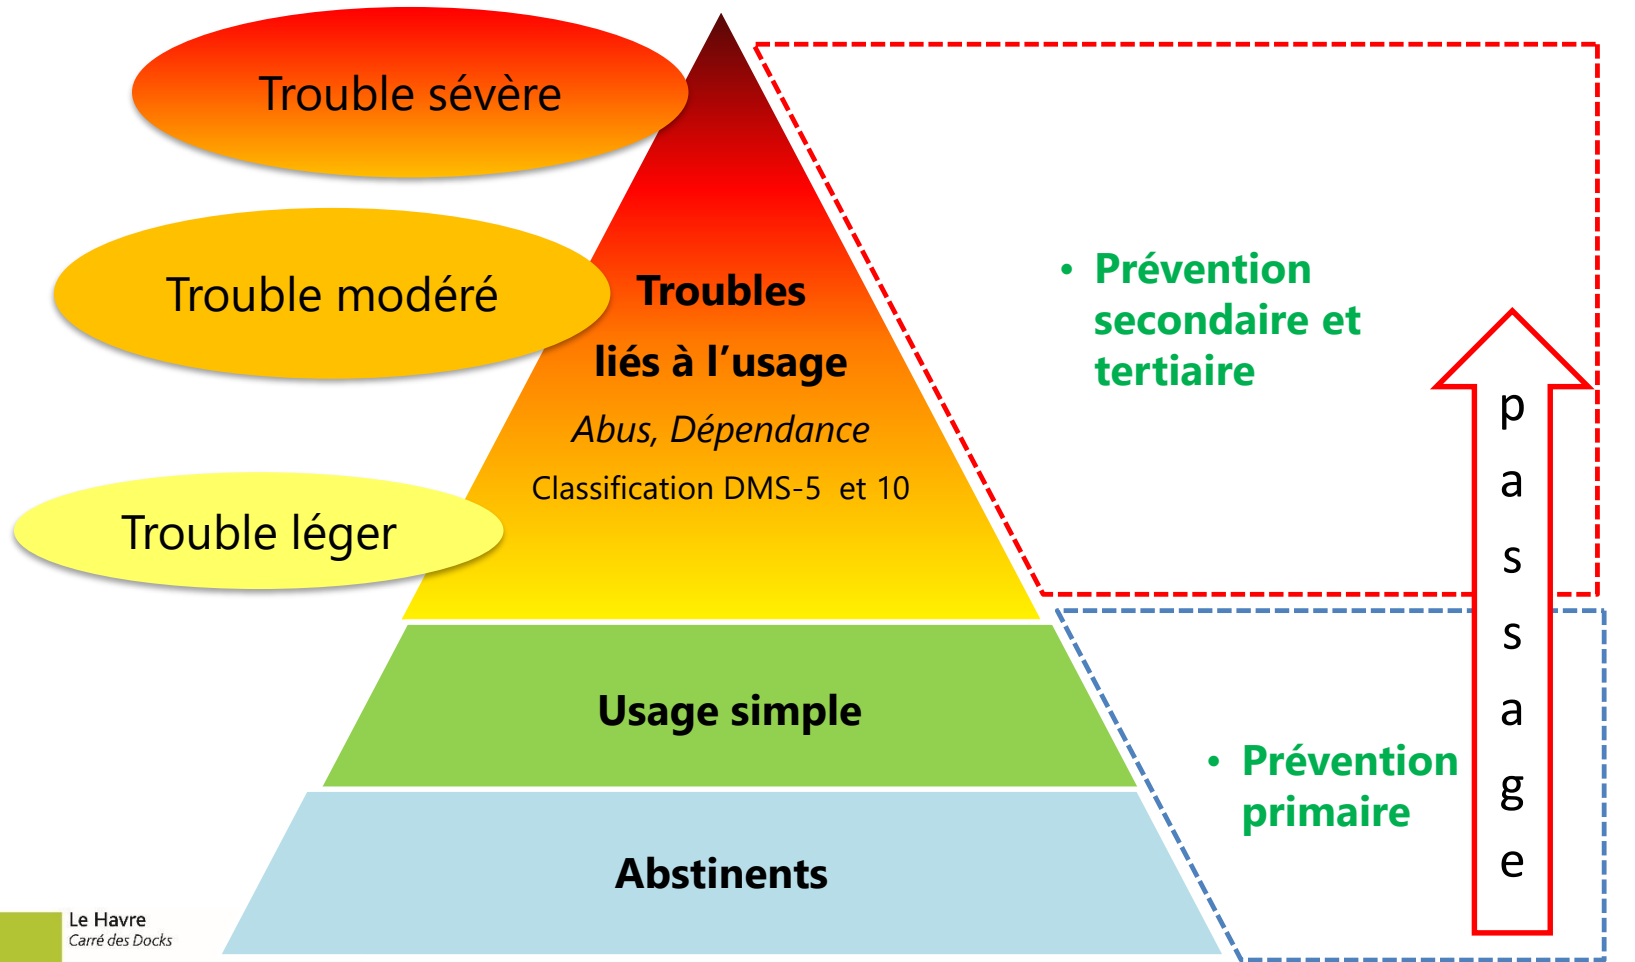 Trouble sévère
Trouble modéré
Trouble léger
Troubles
liés à l’usage
Abus, Dépendance
Classification DMS-5  et 10
Usage simple
Abstinents
• Prévention
secondaire et
tertiaire
• Prévention
primaire
p
a
s
s
a
g
e
Le Havre
Carré des Docks